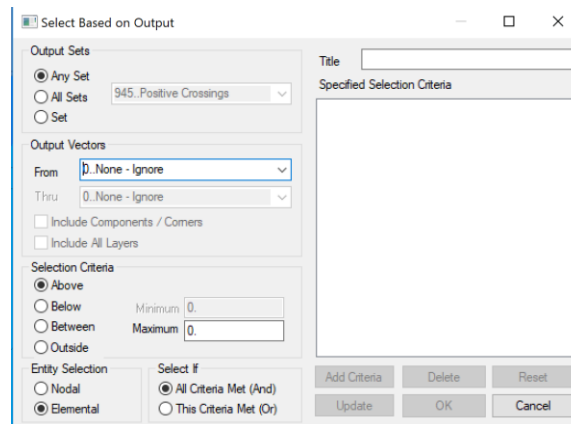 Select Based on Output
Output Sets
Any Set
All Sets
945..Positive Crossings
Set
Output Vectors
From
0..None - Ignore
Thru
0..None - Ignore
Include Components / Corners
Include All Layers
Selection Criteria
Above
Below
Minimum
0.
Between
Maximum
0.
Outside
Entity Selection
Nodal
Elemental
Select If
All Criteria Met (And)
This Criteria Met (Or)
Title
Specified Selection Criteria
Add Criteria
Delete
Reset
Update
OK
Cancel